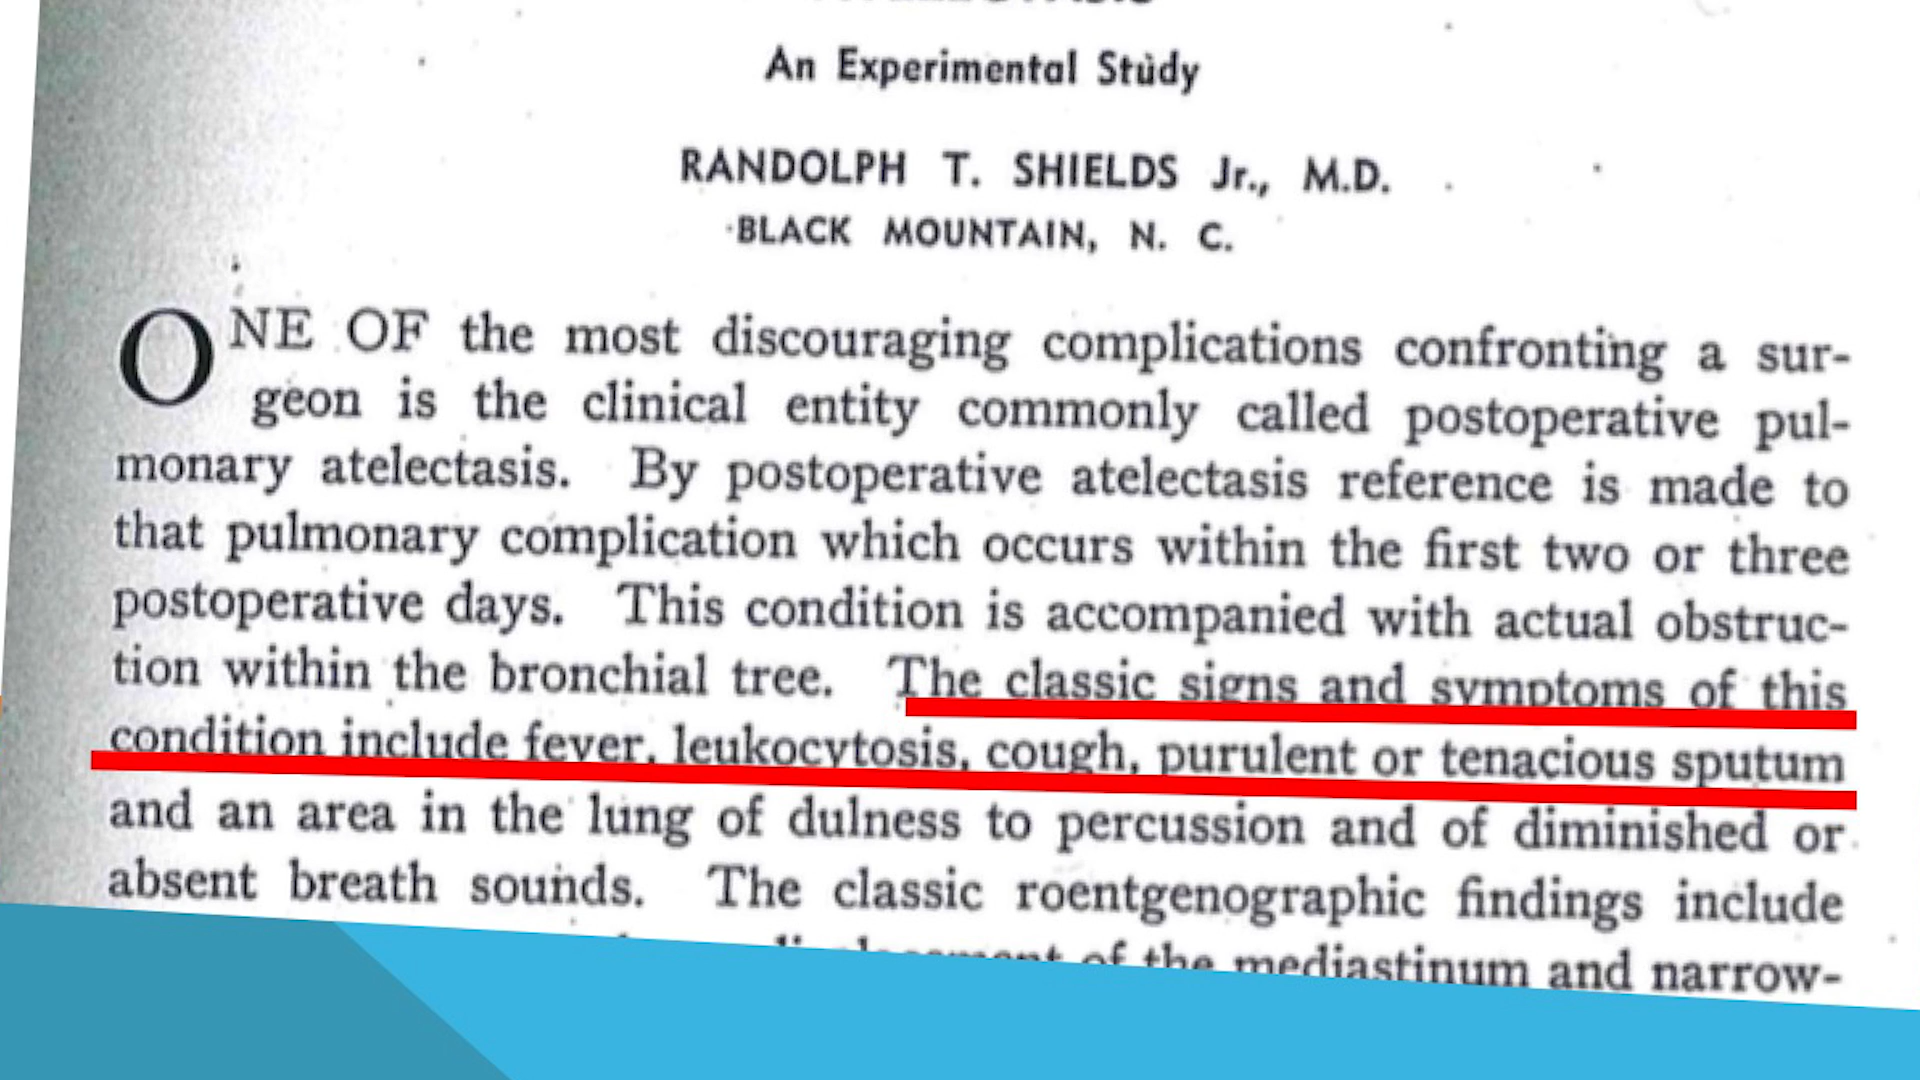 An Experimental Study
RANDOLPH T. SHIELDS Jr., M.D.
BLACK MOUNTAIN, N. C.
ONE OF the most discouraging complications confronting a sur-
geon is the clinical entity commonly called postoperative pul-
monary atelectasis. By postoperative atelectasis reference is made to
that pulmonary complication which occurs within the first two or three
postoperative days. This condition is accompanied with actual obstruc-
tion within the bronchial tree. The classic signs and symptoms of this
condition include fever, leukocytosis, cough, purulent or tenacious sputum
and an area in the lung of dulness to percussion and of diminished or
absent breath sounds. The classic roentgenographic findings include
of the mediastinum and narrow-